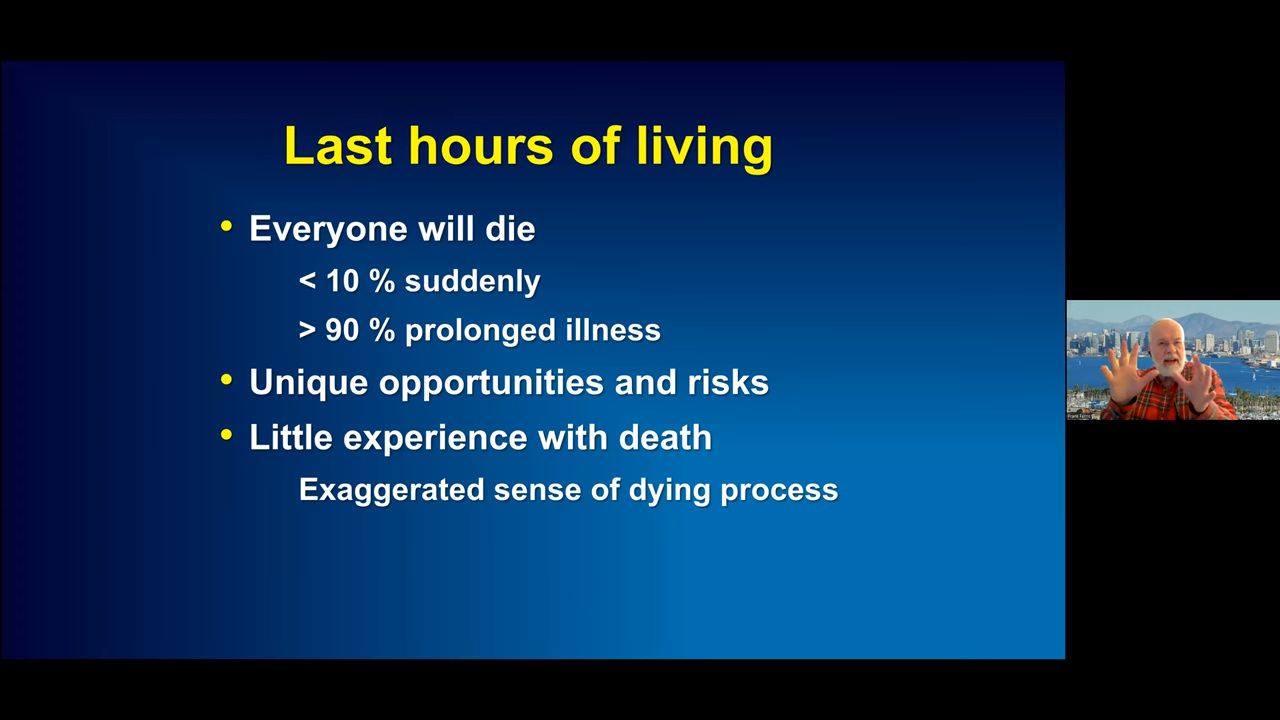 Last hours of living
• Everyone will die
< 10 % suddenly
> 90 % prolonged illness
• Unique opportunities and risks
• Little experience with death
Exaggerated sense of dying process
Frank